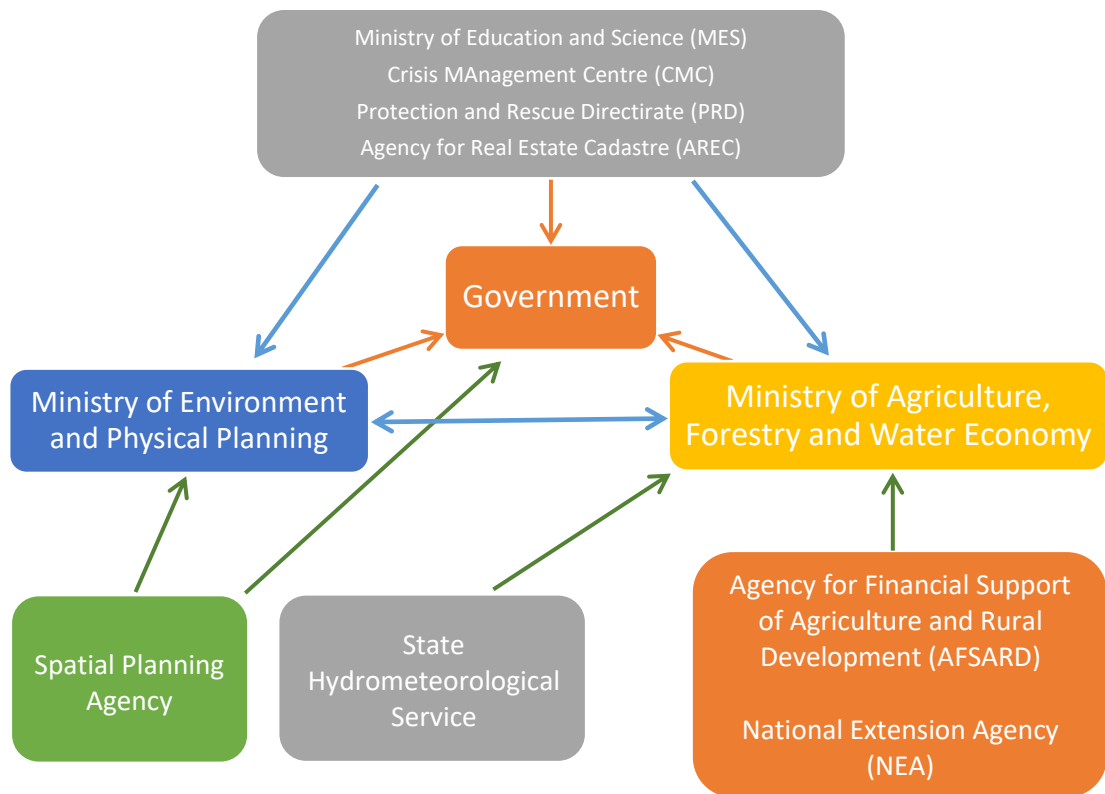 Ministry of Education and Science (MES)
Crisis MAnagement Centre (CMC)
Protection and Rescue Directirate (PRD)
Agency for Real Estate Cadastre (AREC)
Government
Ministry of Environment
and Physical Planning
Ministry of Agriculture,
Forestry and Water Economy
Spatial Planning
Agency
State
Hydrometeorological
Service
Agency for Financial Support
of Agriculture and Rural
Development (AFSARD)
National Extension Agency
(NEA)